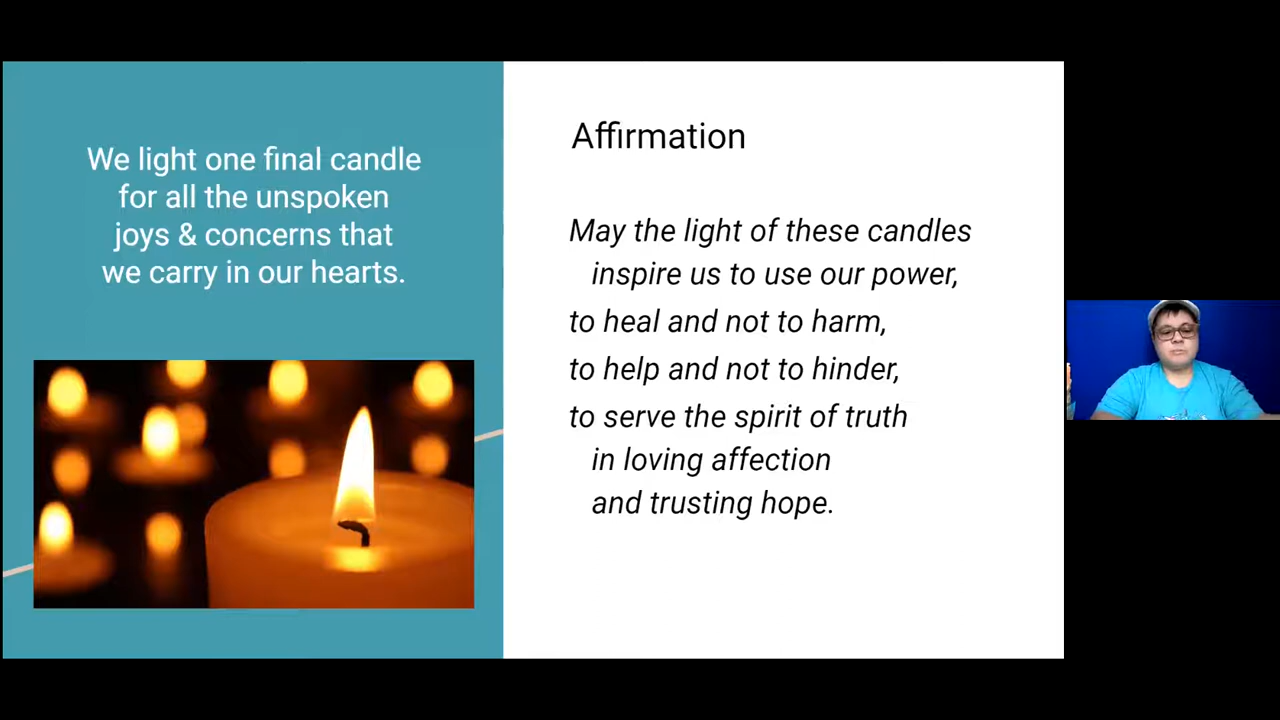 We light one final candle
for all the unspoken
joys & concerns that
we carry in our hearts.
Affirmation
May the light of these candles
inspire us to use our power,
to heal and not to harm,
to help and not to hinder,
to serve the spirit of truth
in loving affection
and trusting hope.